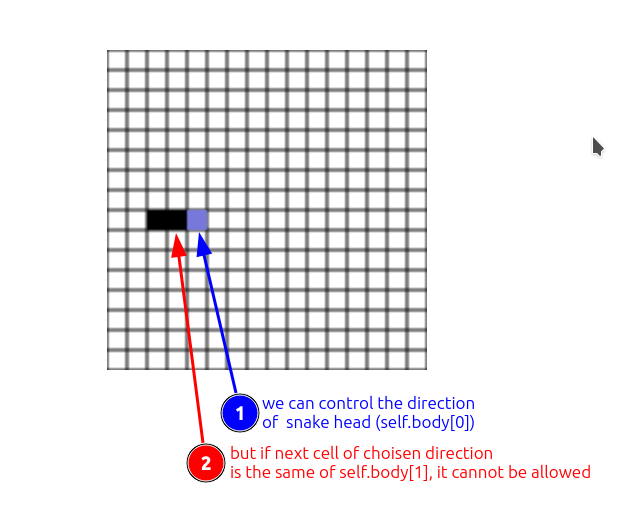 1 we can control the direction
of snake head (self.body[0])
2 but if next cell of choisen direction
is the same of self.body[1], it cannot be allowed